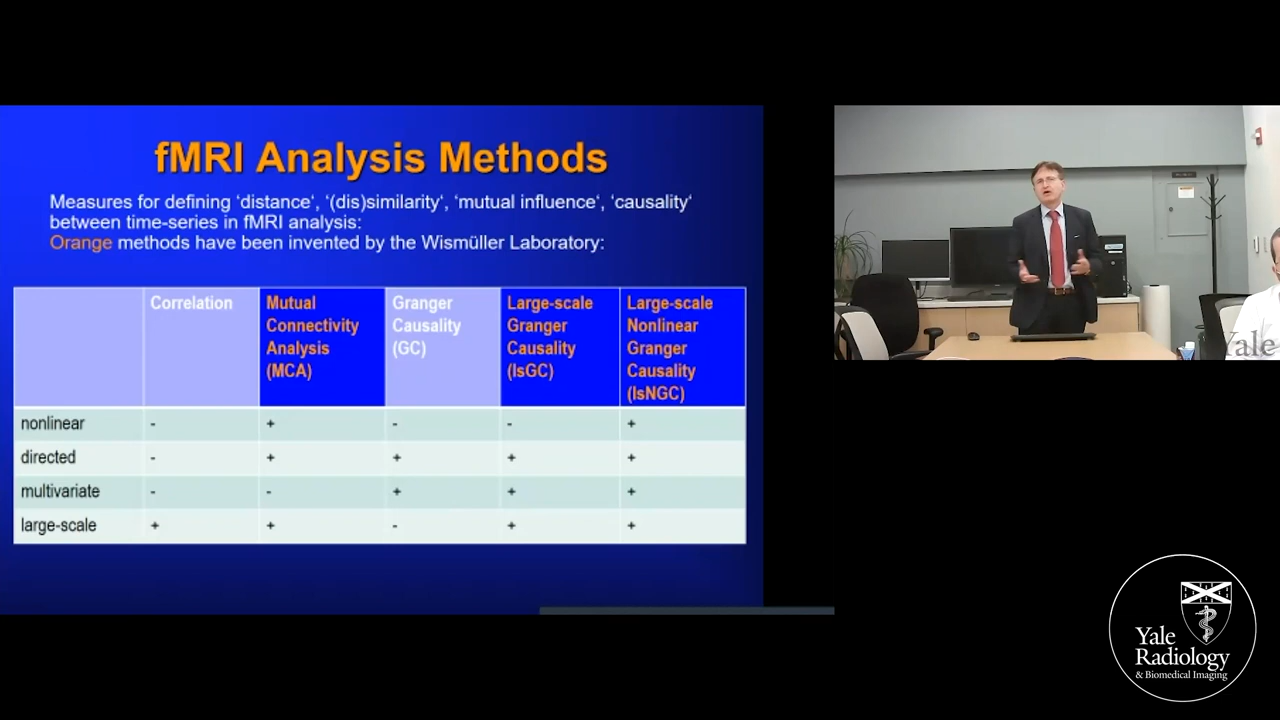 fMRI Analysis Methods
Measures for defining ‘distance‘, ‘(dis)similarity‘, ‘mutual influence‘, ‘causality‘
between time-series in fMRI analysis:
Orange methods have been invented by the Wismüller Laboratory:
Correlation
Mutual
Connectivity
Analysis
(MCA)
Granger
Causality
(GC)
Large-scale
Granger
Causality
(lsGC)
Large-scale
Nonlinear
Granger
Causality
(lsNGC)
nonlinear - + - - +
directed - + + + +
multivariate - - + + +
large-scale + + - + +
Yale
Yale
Radiology
& Biomedical Imaging